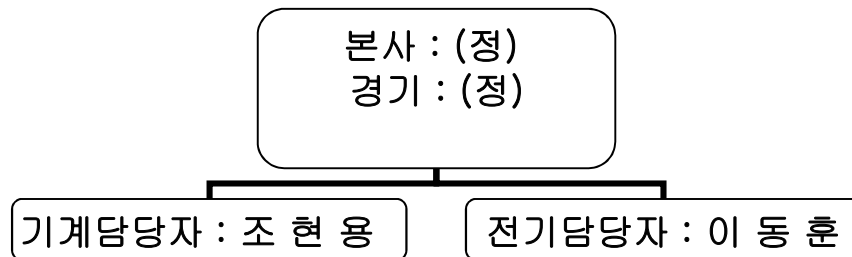 본사 : (정)
경기 : (정)
기계담당자 : 조 현 용
전기담당자 : 이 동 훈